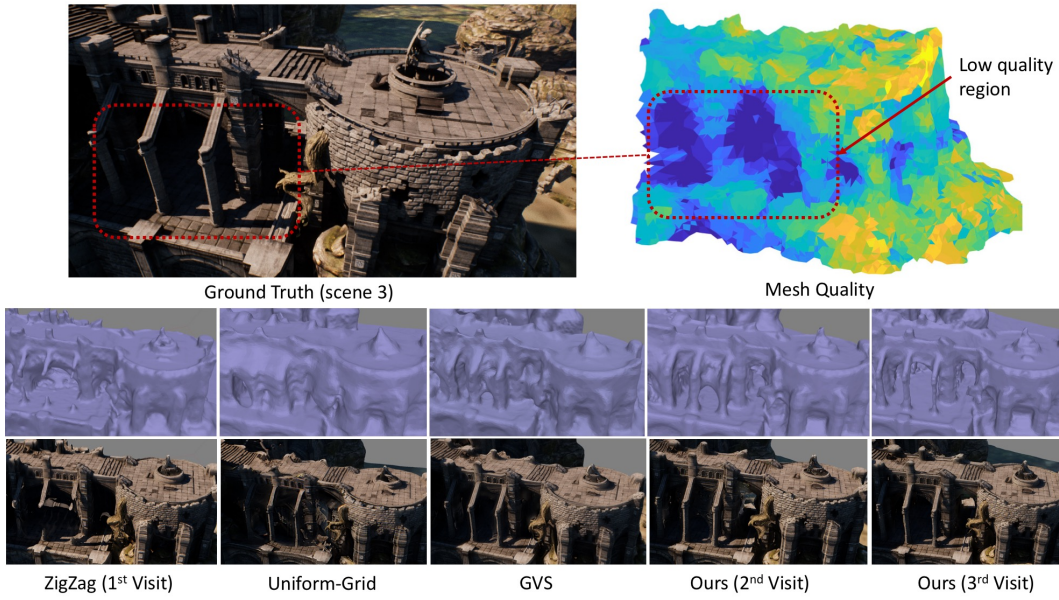 Low quality
region
Ground Truth (scene 3)
Mesh Quality
ZigZag (1st Visit)
Uniform-Grid
GVS
Ours (2nd Visit)
Ours (3rd Visit)